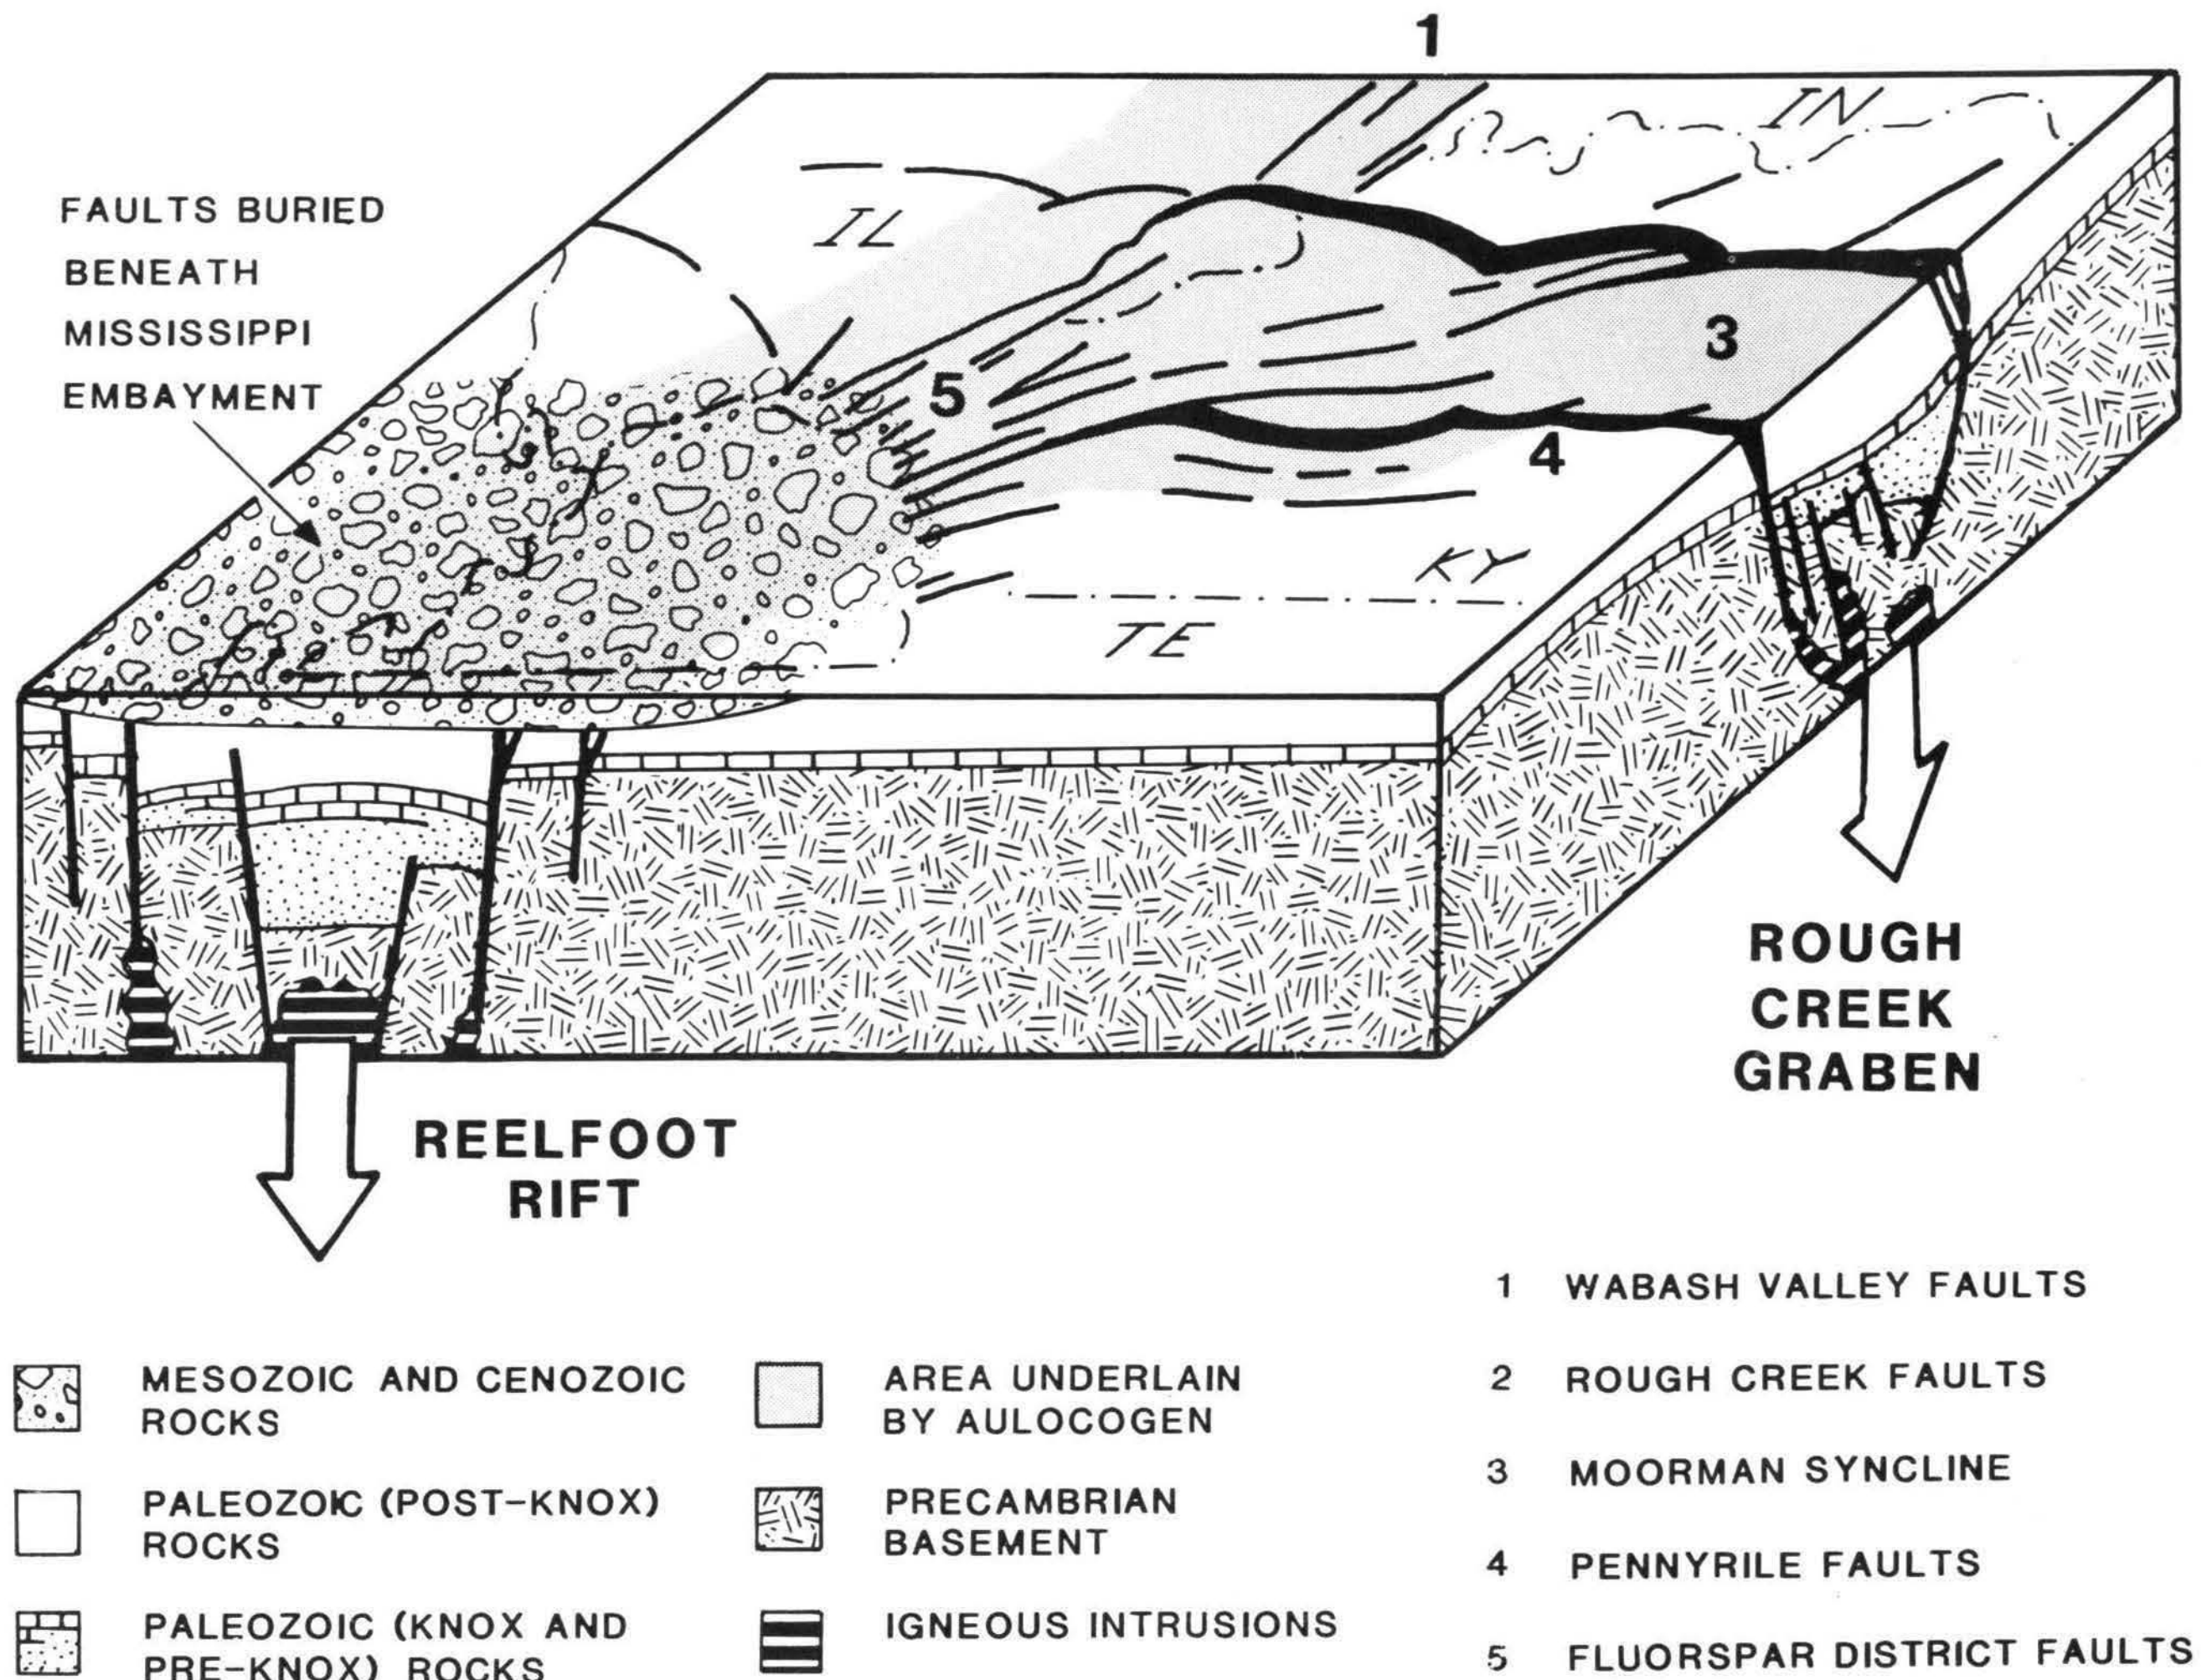 1
IN
FAULTS BURIED
BENEATH
MISSISSIPPI
EMBAYMENT
IL
3
5
4
KY
TE
ROUGH
CREEK
GRABEN
REELFOOT
RIFT
MESOZOIC AND CENOZOIC
ROCKS
PALEOZOIC (POST-KNOX)
ROCKS
PALEOZOIC (KNOX AND
PRE-KNOX) ROCKS
AREA UNDERLAIN
BY AULOCOGEN
PRECAMBRIAN
BASEMENT
IGNEOUS INTRUSIONS
1 WABASH VALLEY FAULTS
2 ROUGH CREEK FAULTS
3 MOORMAN SYNCLINE
4 PENNYRILE FAULTS
5 FLUORSPAR DISTRICT FAULTS